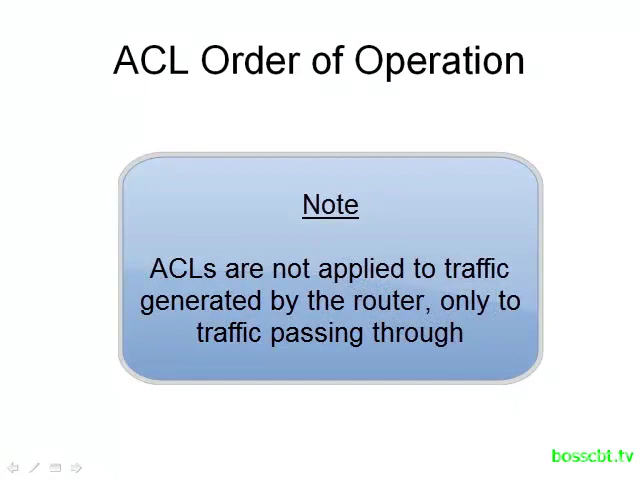 ACL Order of Operation
Note
ACLs are not applied to traffic
generated by the router, only to
traffic passing through
bosscbt.tv